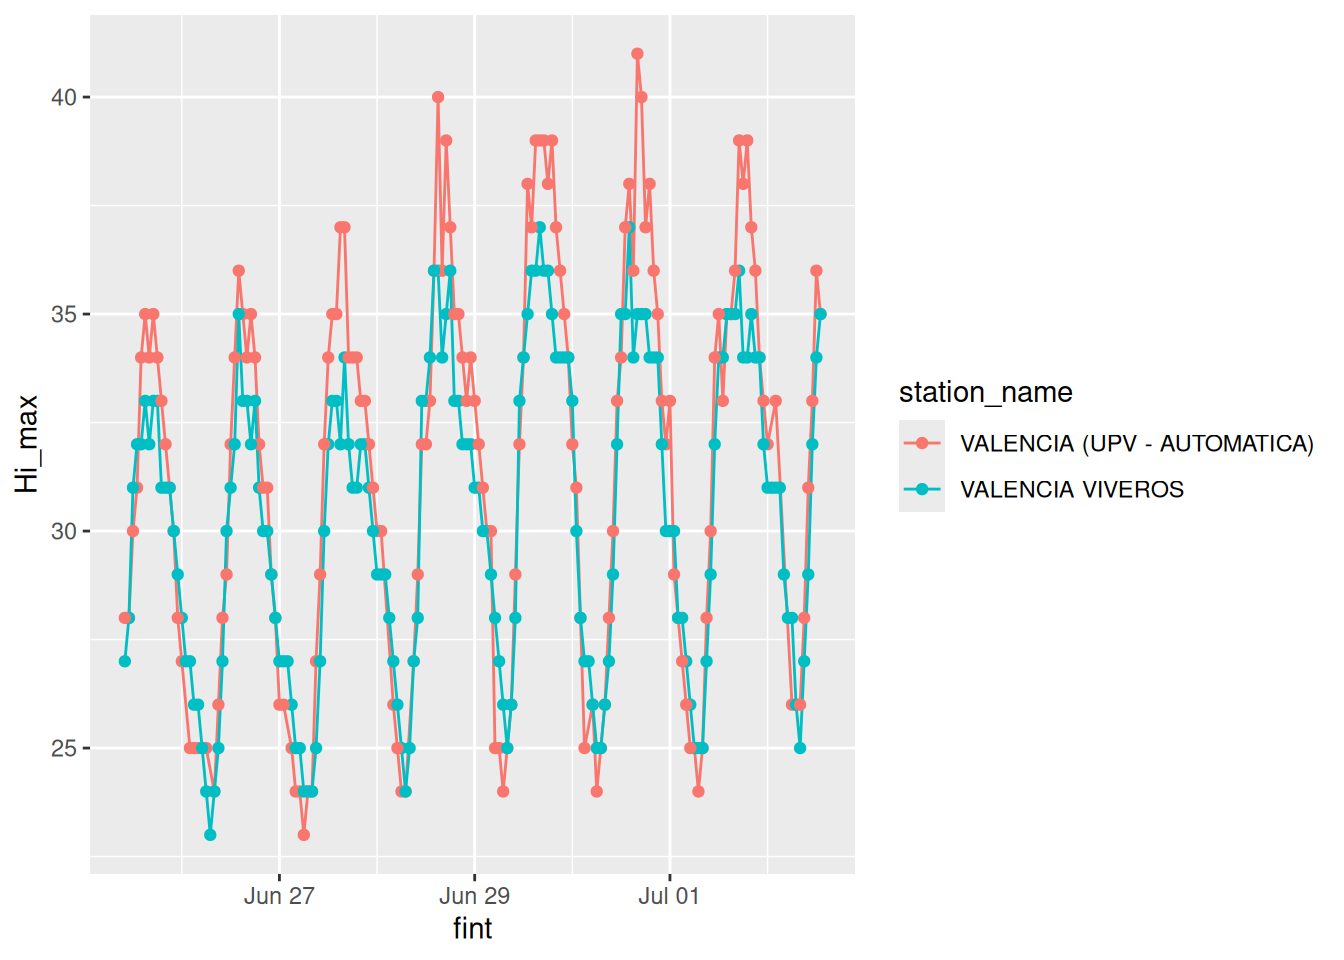 Hi_max
40
35
30
25
Jun 27
Jun 29
Jul 01
fint
station_name
VALENCIA (UPV - AUTOMATICA)
VALENCIA VIVEROS